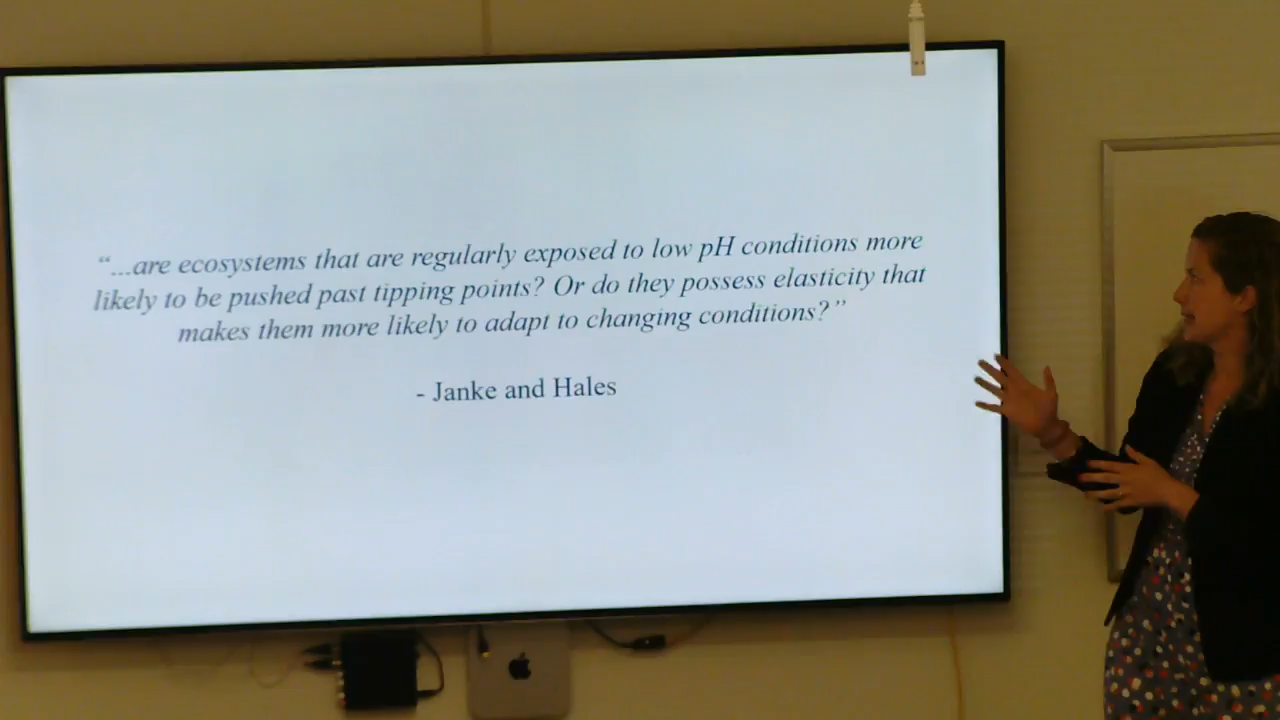 “...are ecosystems that are regularly exposed to low pH conditions more
likely to be pushed past tipping points? Or do they possess elasticity that
makes them more likely to adapt to changing conditions?”
- Janke and Hales